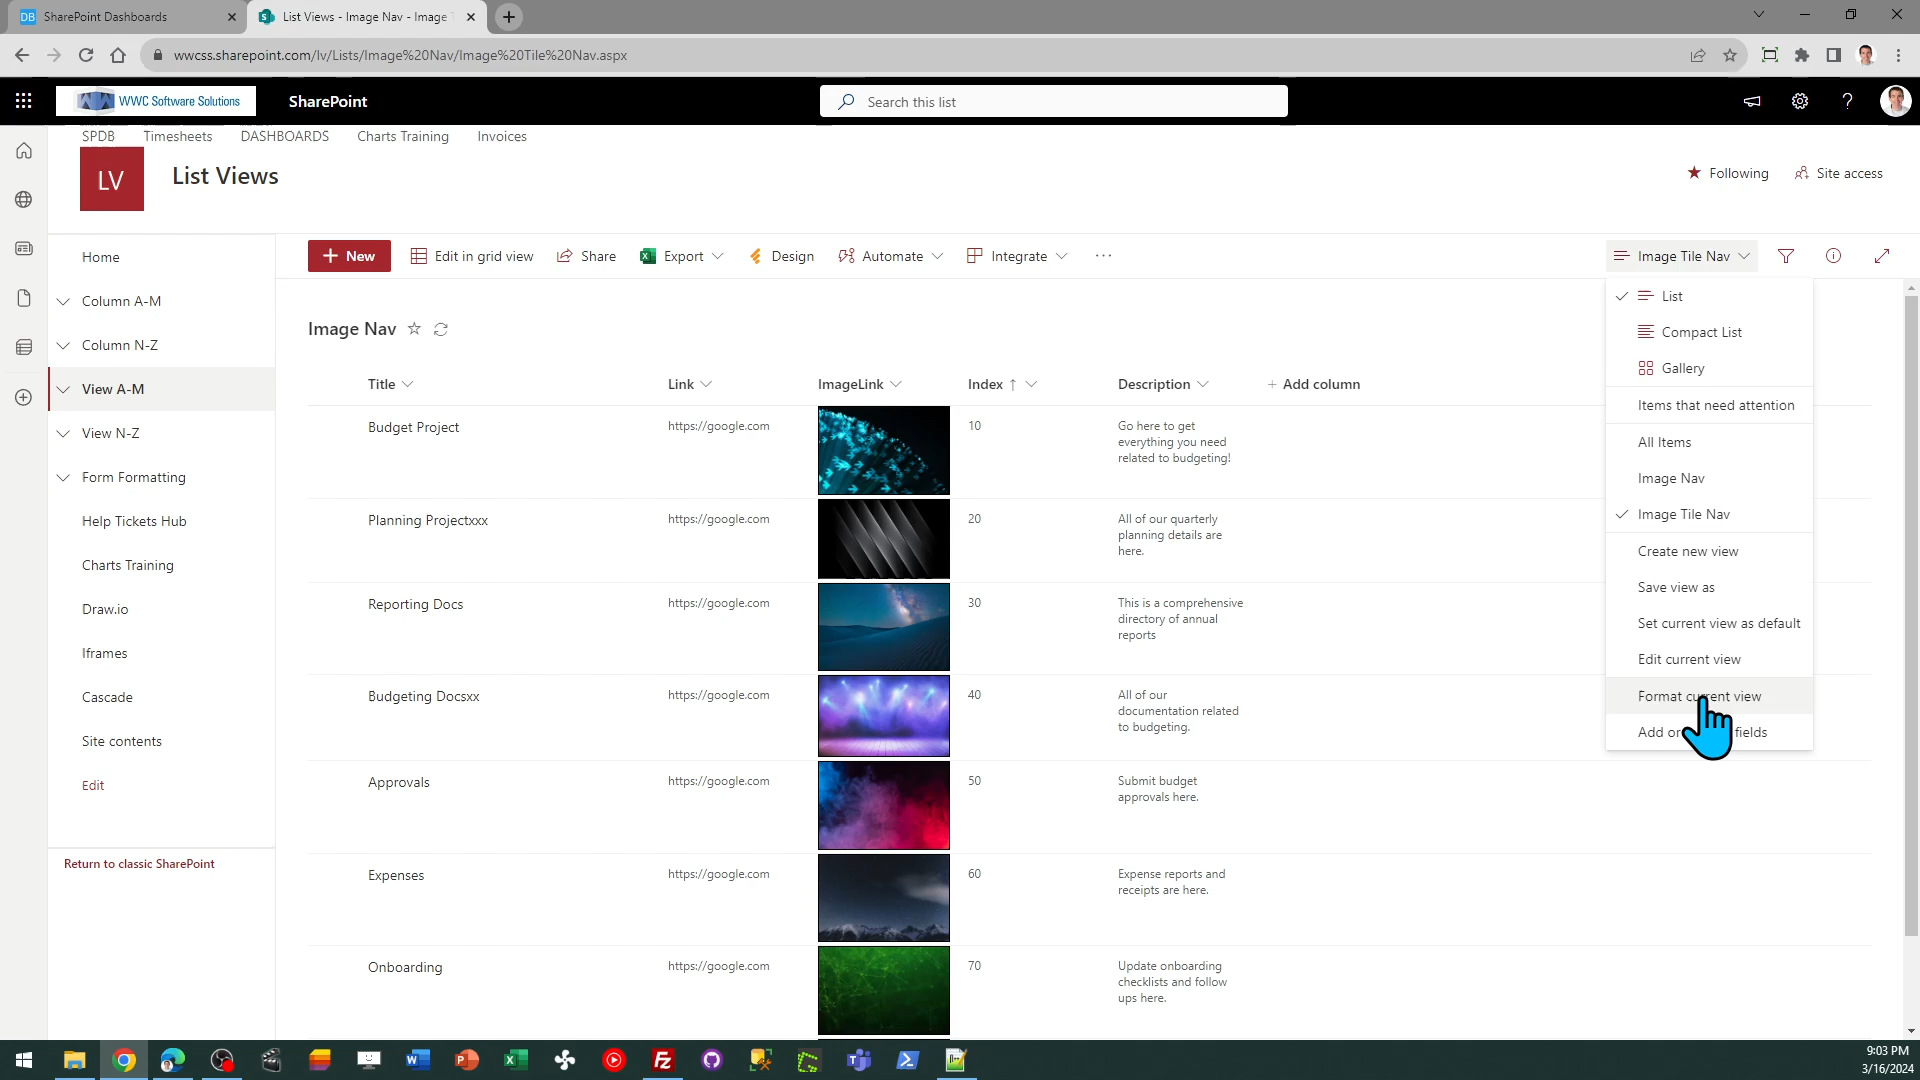 DB SharePoint Dashboards
S List Views - Image Nav - Image T
wwcss.sharepoint.com/lv/Lists/Image%20Nav/Image%20Tile%20Nav.aspx
WWC Software Solutions
SharePoint
Search this list
?
SPDB Timesheets DASHBOARDS Charts Training Invoices
LV
List Views
Following
Site access
Home
Column A-M
Column N-Z
View A-M
View N-Z
Form Formatting
Help Tickets Hub
Charts Training
Draw.io
Iframes
Cascade
Site contents
Edit
Return to classic SharePoint
+ New
Edit in grid view
Share
Export
Design
Automate
Integrate
...
Image Tile Nav
Image Nav
Title Link ImageLink Index ↑ Description + Add column
Budget Project
https://google.com
10
Go here to get
everything you need
related to budgeting!
Planning Projectxxx
https://google.com
20
All of our quarterly
planning details are
here.
Reporting Docs
https://google.com
30
This is a comprehensive
directory of annual
reports
Budgeting Docsxx
https://google.com
40
All of our
documentation related
to budgeting.
Approvals
https://google.com
50
Submit budget
approvals here.
Expenses
https://google.com
60
Expense reports and
receipts are here.
Onboarding
https://google.com
70
Update onboarding
checklists and follow
ups here.
List
Compact List
Gallery
Items that need attention
All Items
Image Nav
Image Tile Nav
Create new view
Save view as
Set current view as default
Edit current view
Format current view
Add or fields
9:03 PM
3/16/2024